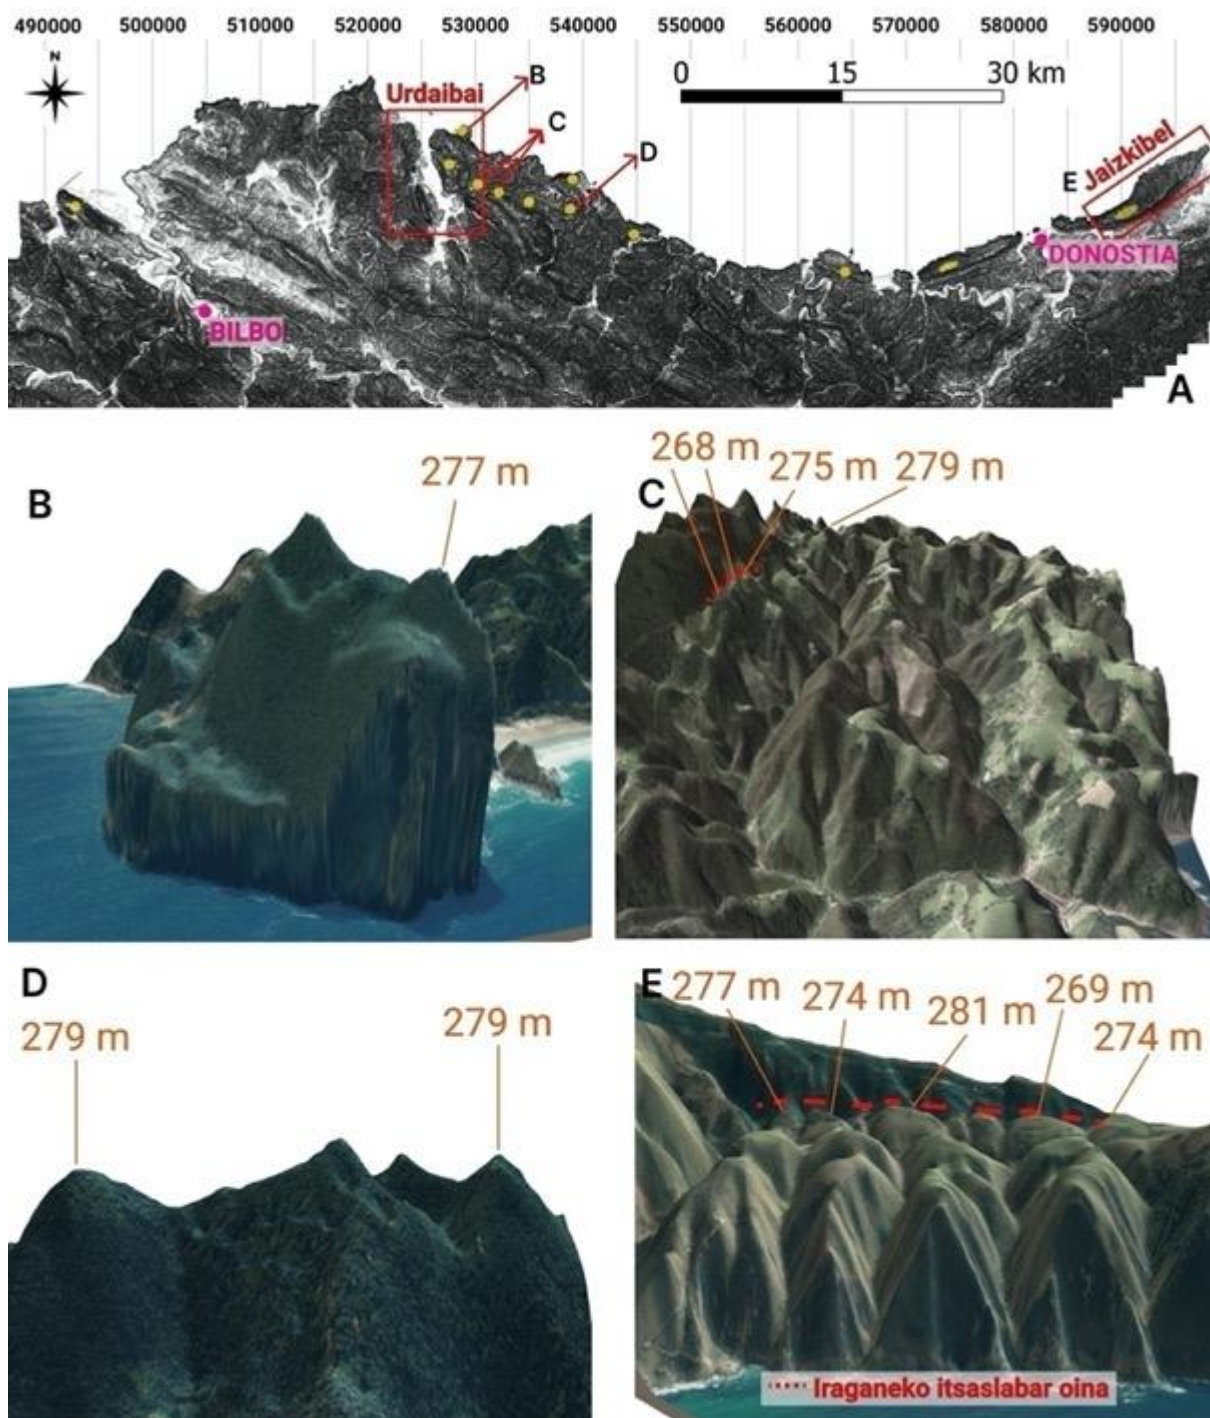 490000 500000 510000 520000 530000 540000 550000 560000 570000 580000 590000
N
0 15 30 km
Urdaibai
B
C
D
E
Jaizkibel
DONOSTIA
BILBO
A
B
277 m
C
268 m
275 m
279 m
D
279 m
279 m
E
277 m
274 m
281 m
269 m
274 m
Iraganeko itsaslabar oina